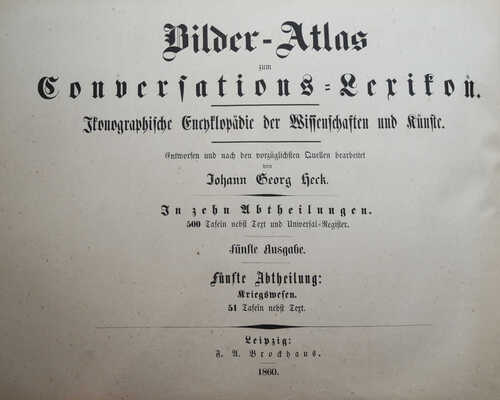 Bilder-Atlas
zum
Conversations-Lexikon.
Ikonographische Encyklopädie der Wissenschaften und Künste.
Entworfen und nach den vorzüglichsten Quellen bearbeitet
von
Johann Georg Heck.
In zehn Abtheilungen.
500 Tafeln nebst Text und Universal-Register.
Fünfte Ausgabe.
Fünfte Abtheilung:
Kriegswesen.
51 Tafeln nebst Text.
Leipzig:
F. A. Brockhaus.
1860.